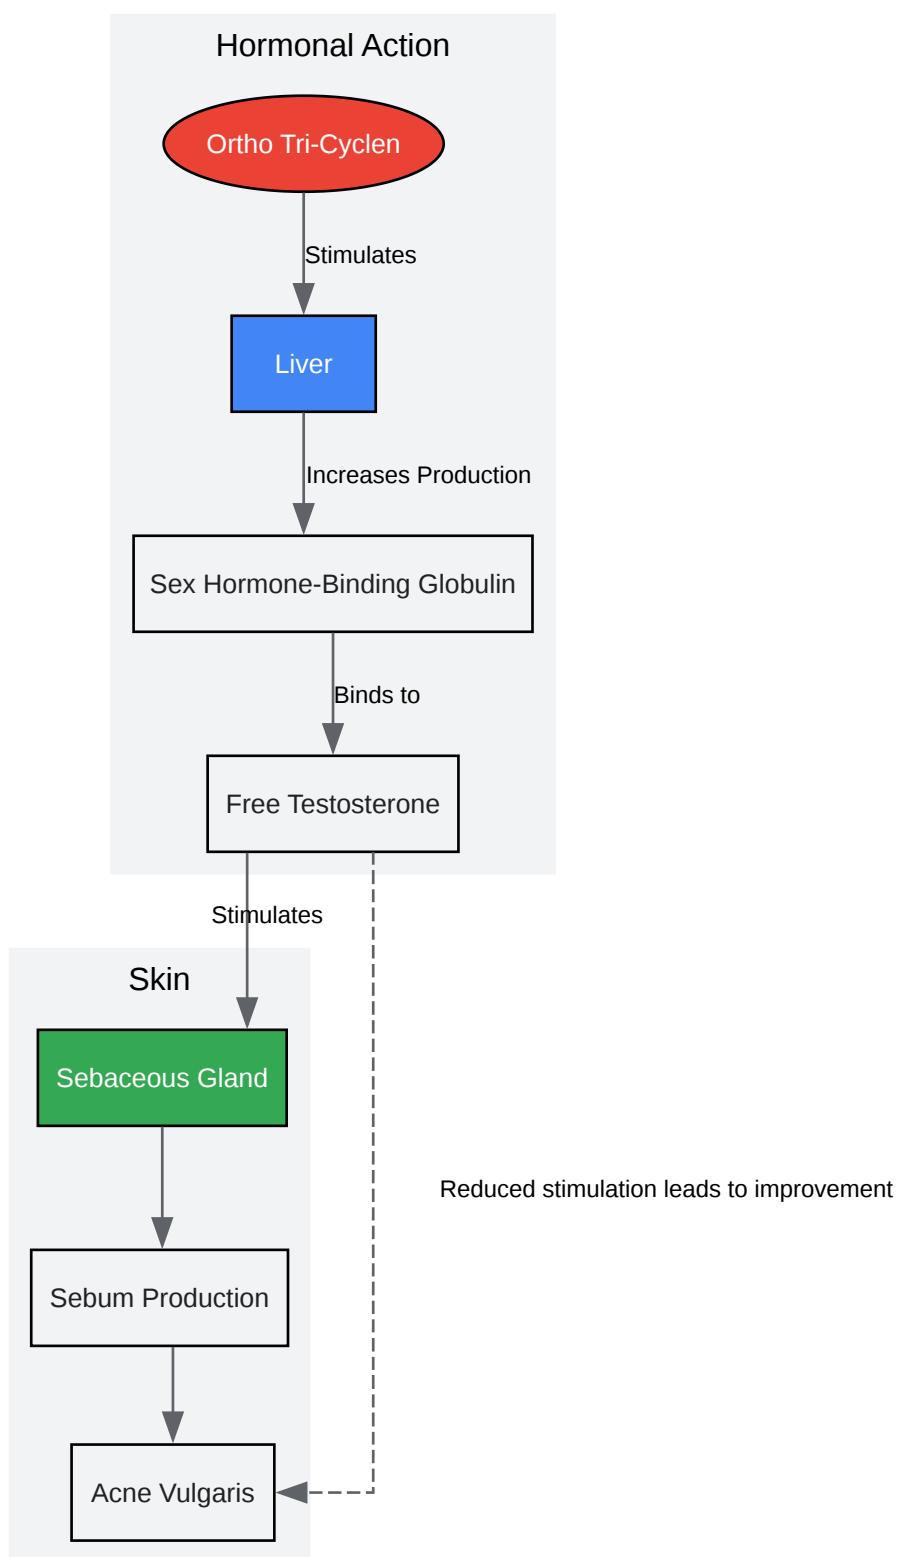 Hormonal Action
Ortho Tri-Cyclen
Stimulates
Liver
Increases Production
Sex Hormone-Binding Globulin
Binds to
Free Testosterone
Stimulates
Skin
Sebaceous Gland
Reduced stimulation leads to improvement
Sebum Production
Acne Vulgaris